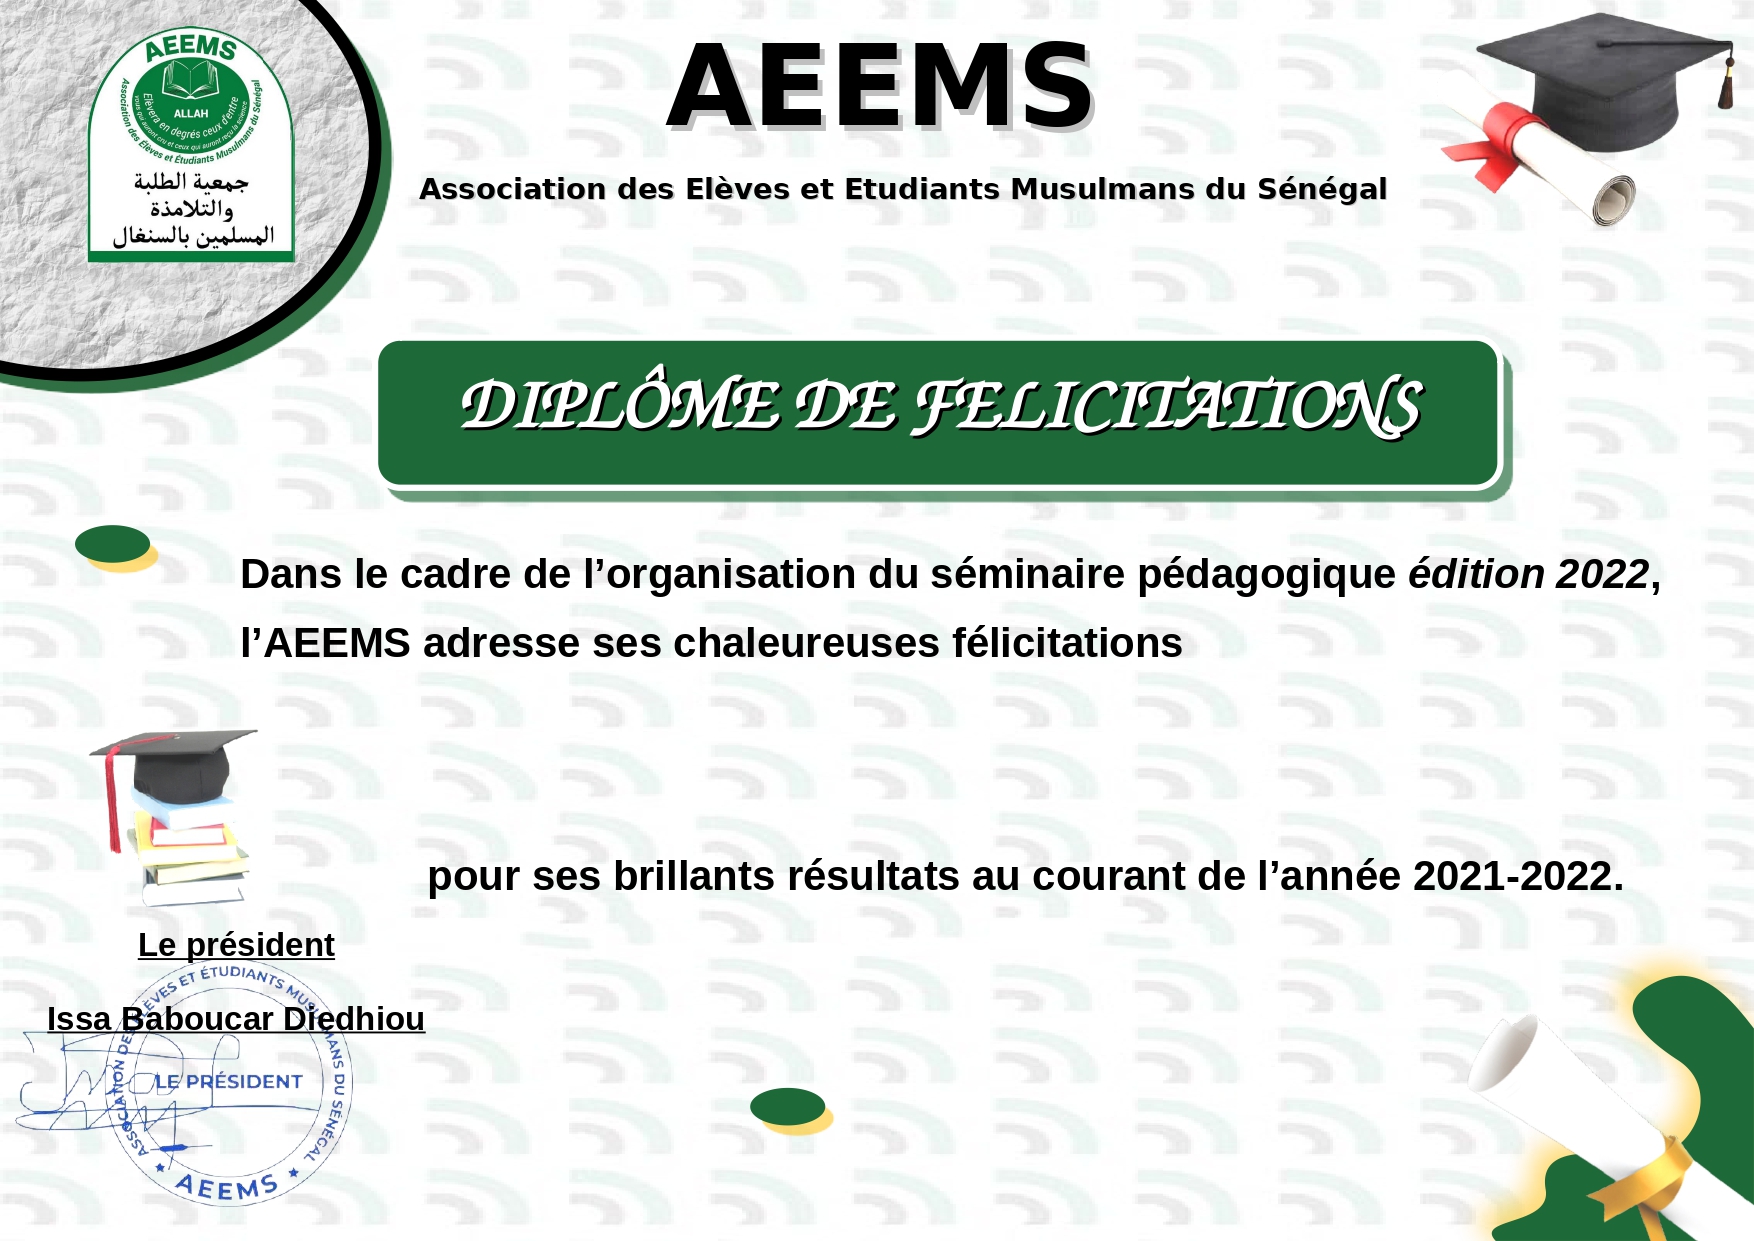 AEEMS
Association des Élèves et Étudiants Musulmans du Sénégal
Elèvera en degrés ceux d'entre
vous qui auront cru et ceux qui auront reçu la science
ALLAH
جمعية الطلبة
والتلامذة
المسلمين بالسنغال
AEEMS
Association des Elèves et Etudiants Musulmans du Sénégal
DIPLÔME DE FELICITATIONS
Dans le cadre de l’organisation du séminaire pédagogique édition 2022,
l’AEEMS adresse ses chaleureuses félicitations
pour ses brillants résultats au courant de l’année 2021-2022.
Le président
Issa Baboucar Diedhiou
ASSOCIATION DES ÉLÈVES ET ÉTUDIANTS MUSULMANS DU SÉNÉGAL
LE PRÉSIDENT
AEEMS